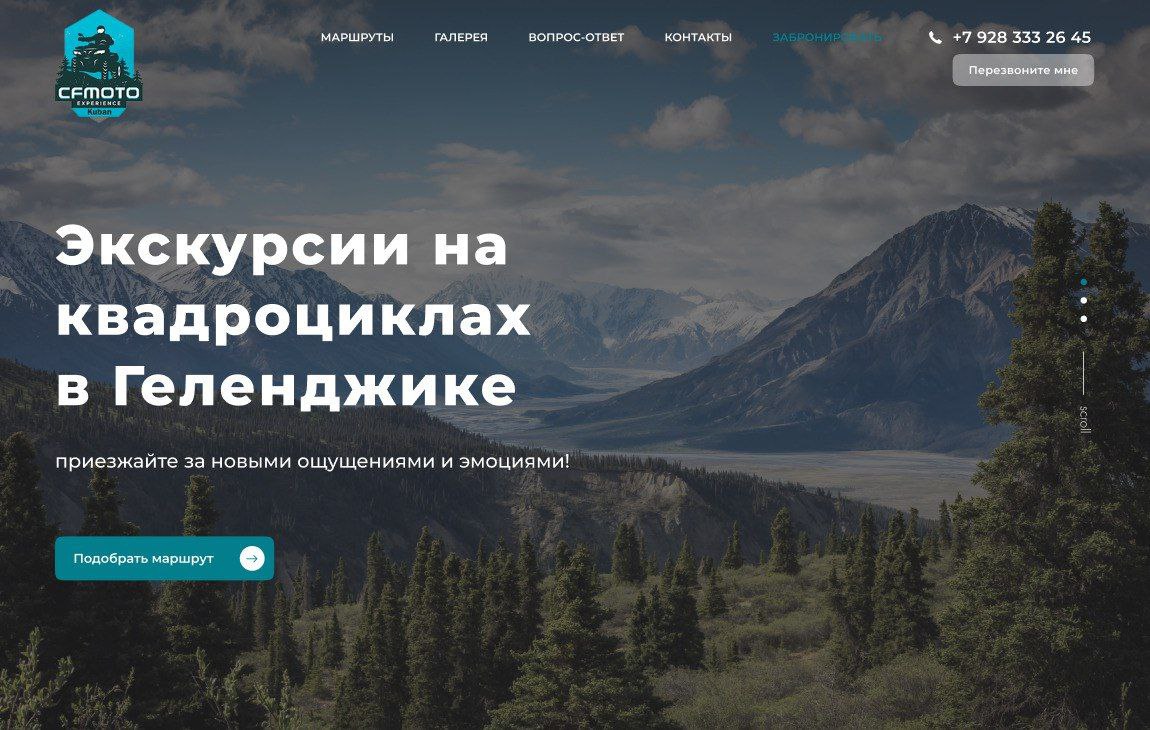 CFMOTO
EXPERIENCE
Kuban
МАРШРУТЫ
ГАЛЕРЕЯ
ВОПРОС-ОТВЕТ
КОНТАКТЫ
ЗАБРОНИРОВАТЬ
+7 928 333 26 45
Перезвоните мне
Экскурсии на
квадроциклах
в Геленджике
приезжайте за новыми ощущениями и эмоциями!
Подобрать маршрут
scroll